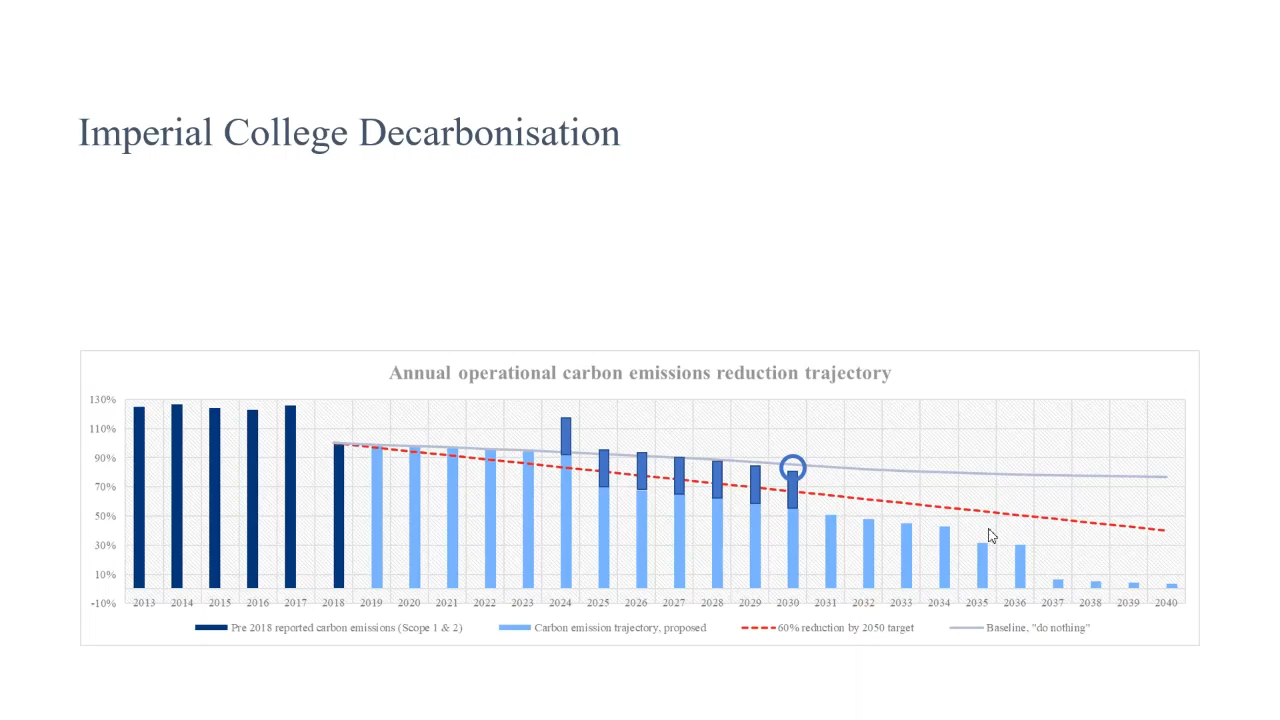 Imperial College Decarbonisation
Annual operational carbon emissions reduction trajectory
130%
110%
90%
70%
50%
30%
10%
-10%
2013 2014 2015 2016 2017 2018 2019 2020 2021 2022 2023 2024 2025 2026 2027 2028 2029 2030 2031 2032 2033 2034 2035 2036 2037 2038 2039 2040
Pre 2018 reported carbon emissions (Scope 1 & 2) Carbon emission trajectory, proposed 60% reduction by 2050 target Baseline, "do nothing"